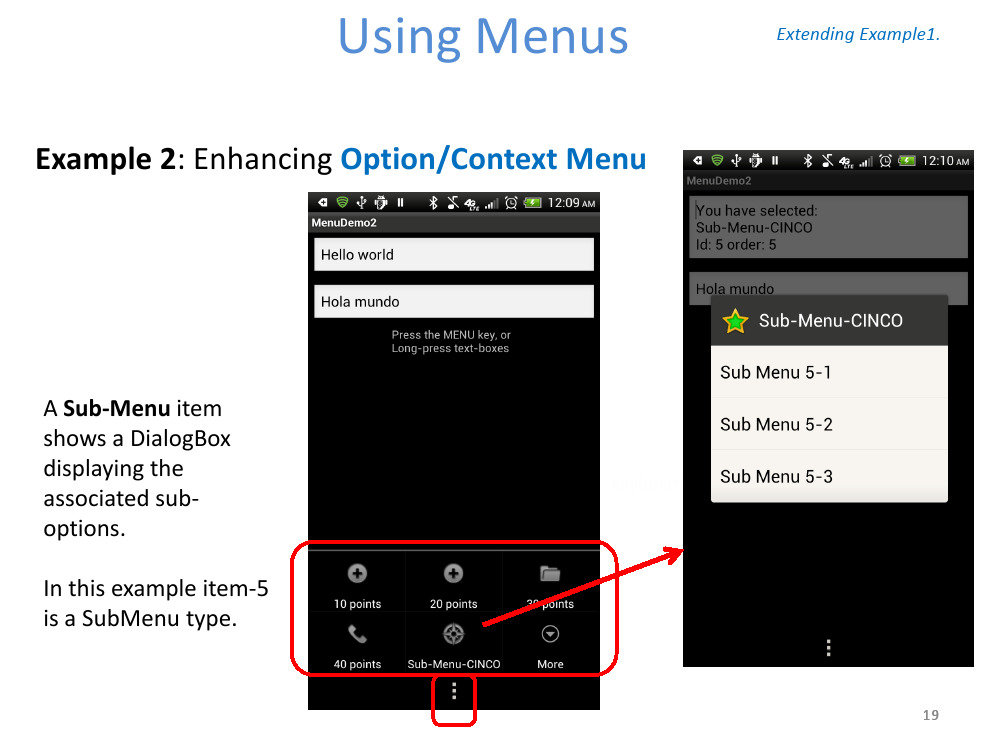 Using Menus
Extending Example1.
Example 2: Enhancing Option/Context Menu
A Sub-Menu item
shows a DialogBox
displaying the
associated sub-
options.
In this example item-5
is a SubMenu type.
12:09 AM
MenuDemo2
Hello world
Hola mundo
Press the MENU key, or
Long-press text-boxes
10 points
20 points
30 points
40 points
Sub-Menu-CINCO
More
12:10 AM
MenuDemo2
You have selected:
Sub-Menu-CINCO
Id: 5 order: 5
Hola mundo
Sub-Menu-CINCO
Sub Menu 5-1
Sub Menu 5-2
Sub Menu 5-3
19